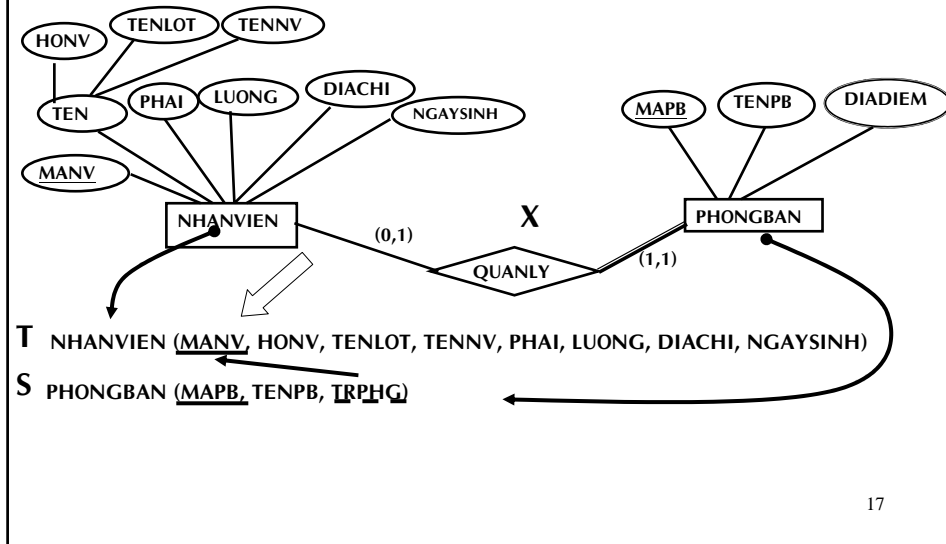 HONV TENLOT TENNV
TEN PHAI LUONG DIACHI NGAYSINH
MAPB TENPB DIADIEM
MANV
NHANVIEN
X
PHONGBAN
(0,1)
QUANLY
(1,1)
T NHANVIEN (MANV, HONV, TENLOT, TENNV, PHAI, LUONG, DIACHI, NGAYSINH)
S PHONGBAN (MAPB, TENPB, TRPHG)
17